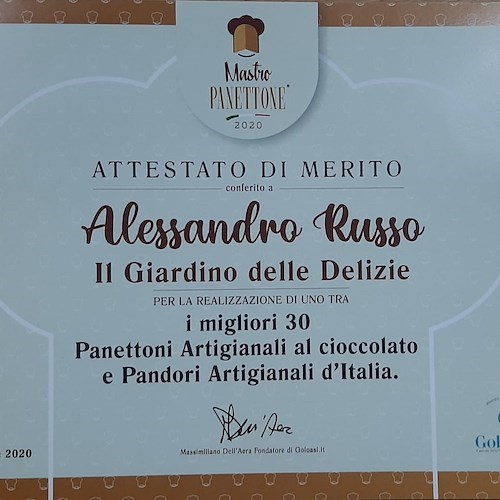 Mastro
PANETTONE
2020
ATTESTATO DI MERITO
conferito a
Alessandro Russo
Il Giardino delle Delizie
PER LA REALIZZAZIONE DI UNO TRA
i migliori 30
Panettoni Artigianali al cioccolato
e Pandori Artigianali d'Italia.
Massimiliano Dell'Aera Fondatore di Goloasi.it
2020
Gol